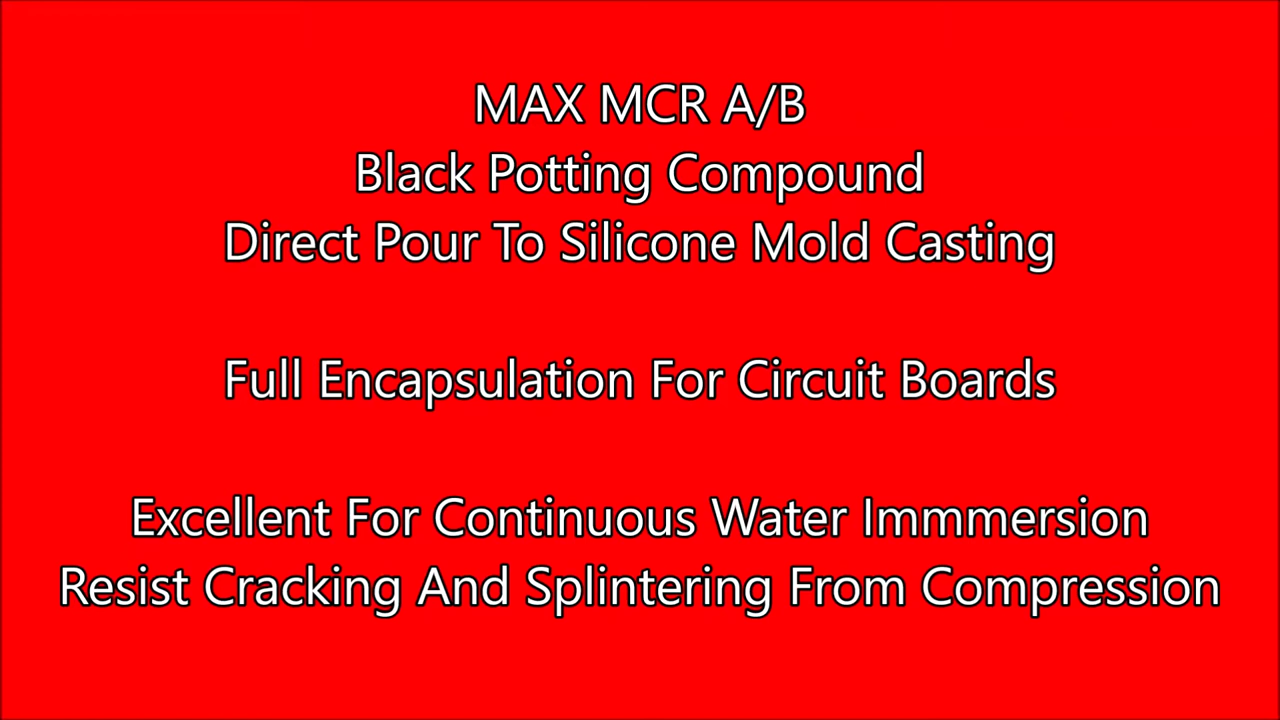 MAX MCR A/B
Black Potting Compound
Direct Pour To Silicone Mold Casting
Full Encapsulation For Circuit Boards
Excellent For Continuous Water Immmersion
Resist Cracking And Splintering From Compression